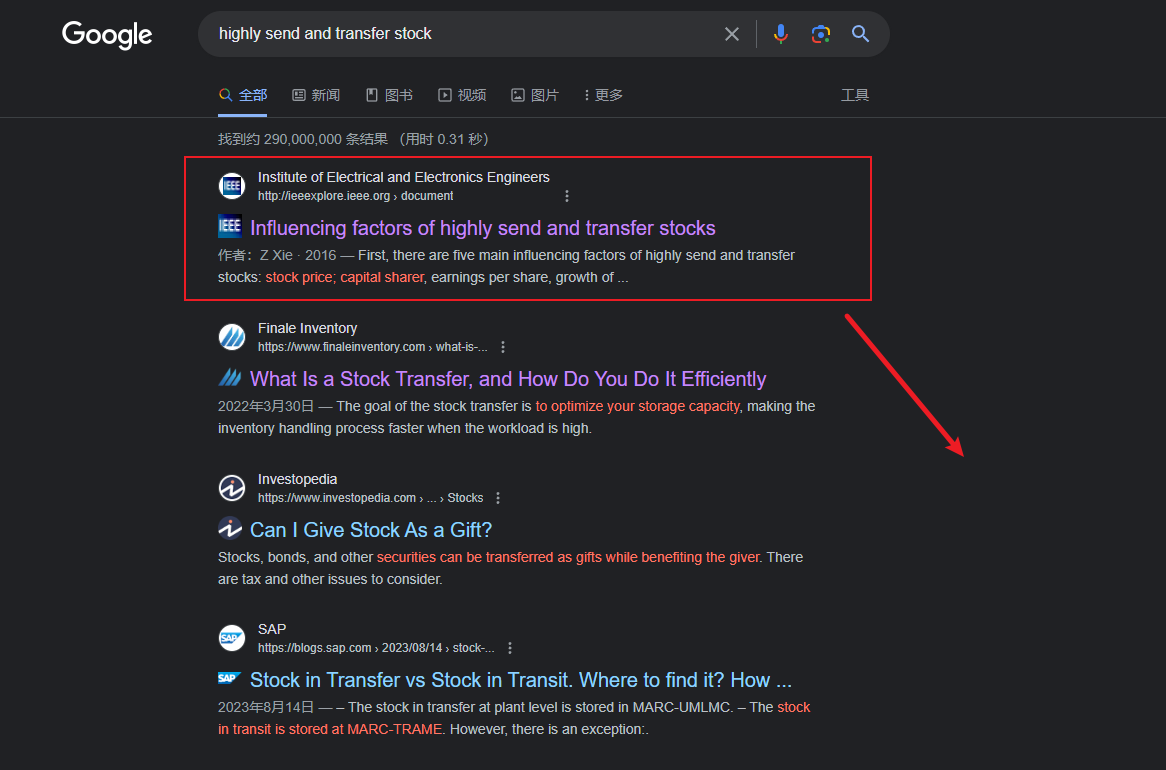 Google
highly send and transfer stock
全部 新闻 图书 视频 图片 更多 工具
找到约 290,000,000 条结果 （用时 0.31 秒）
IEEE
Institute of Electrical and Electronics Engineers
http://ieeexplore.ieee.org › document
IEEE
Influencing factors of highly send and transfer stocks
作者：Z Xie · 2016 — First, there are five main influencing factors of highly send and transfer
stocks: stock price; capital sharer, earnings per share, growth of ...
Finale Inventory
https://www.finaleinventory.com › what-is-...
What Is a Stock Transfer, and How Do You Do It Efficiently
2022年3月30日 — The goal of the stock transfer is to optimize your storage capacity, making the
inventory handling process faster when the workload is high.
Investopedia
https://www.investopedia.com › ... › Stocks
Can I Give Stock As a Gift?
Stocks, bonds, and other securities can be transferred as gifts while benefiting the giver. There
are tax and other issues to consider.
SAP
SAP
https://blogs.sap.com › 2023/08/14 › stock-...
SAP
Stock in Transfer vs Stock in Transit. Where to find it? How ...
2023年8月14日 — – The stock in transfer at plant level is stored in MARC-UMLMC. – The stock
in transit is stored at MARC-TRAME. However, there is an exception:.